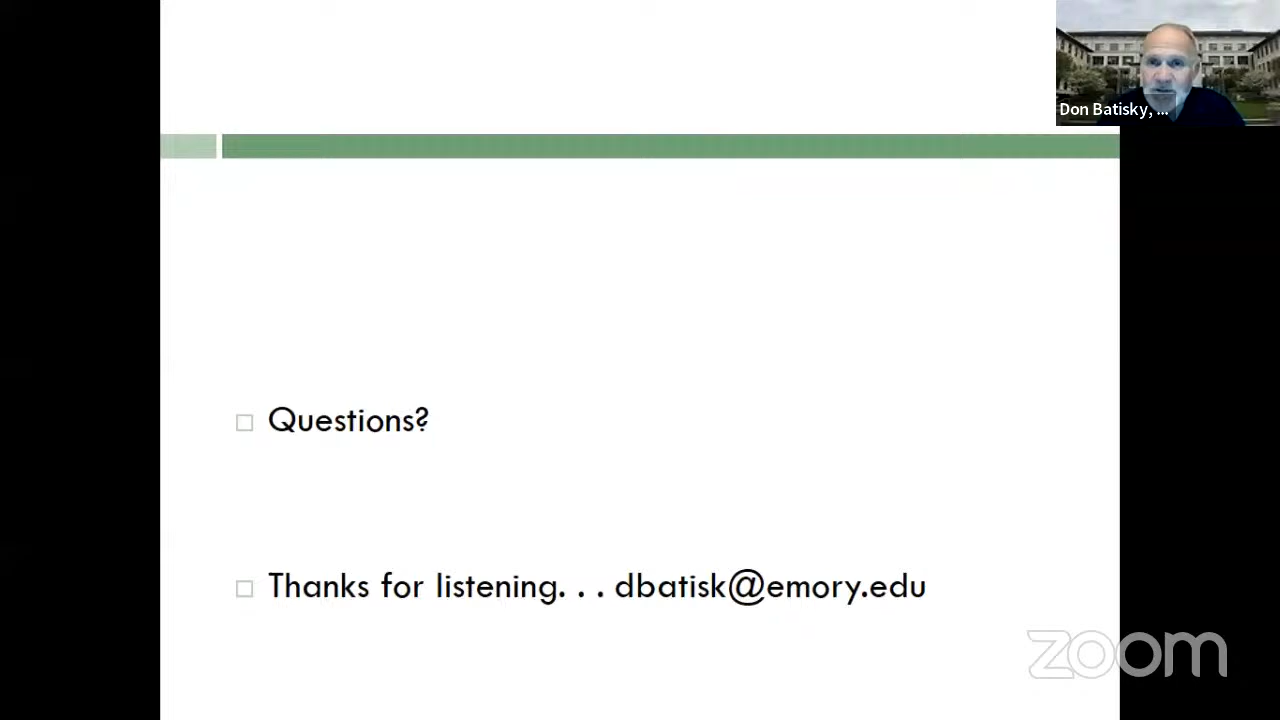 Don Batisky, ...
Questions?
Thanks for listening. . . dbatisk@emory.edu
zoom